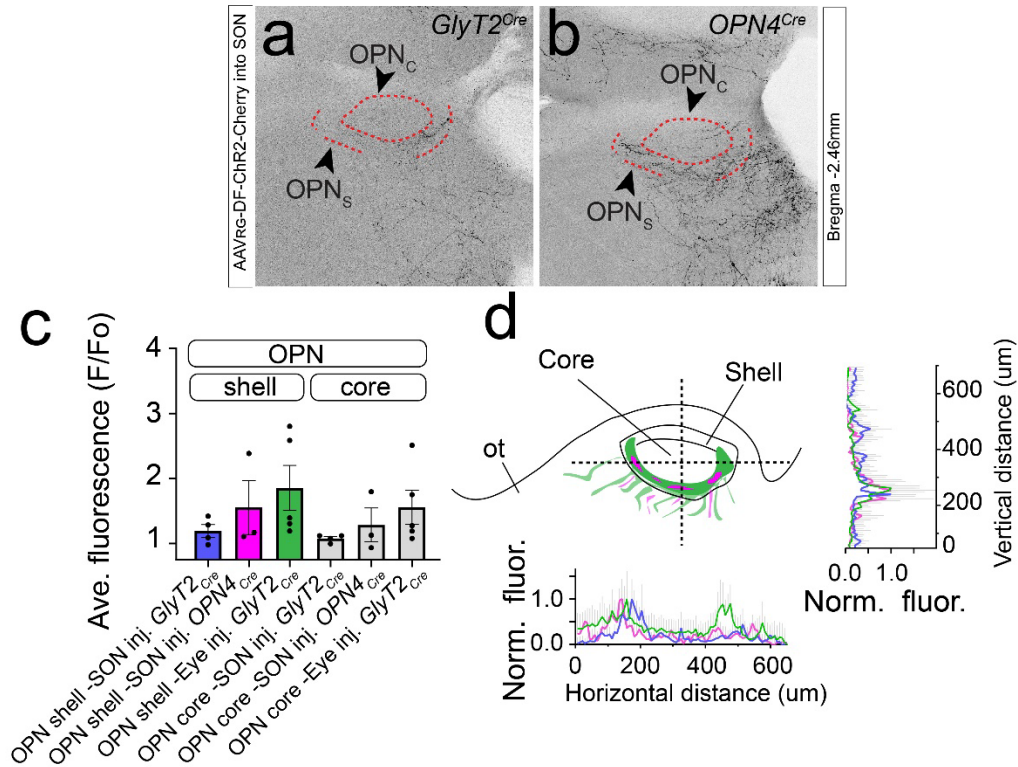 a
GlyT2Cre
OPNC
OPNS
AAVRG-DF-ChR2-Cherry into SON
b
OPN4Cre
OPNC
OPNS
Bregma -2.46mm
c
Ave. fluorescence (F/Fo)
4
3
2
1
OPN
shell
core
OPN shell -SON inj. GlyT2Cre
OPN shell -SON inj. OPN4Cre
OPN shell -Eye inj. GlyT2Cre
OPN core -SON inj. GlyT2Cre
OPN core -SON inj. OPN4Cre
OPN core -Eye inj. GlyT2Cre
d
Core
Shell
ot
600
400
200
0
Vertical distance (um)
0.0 1.0
Norm. fluor.
Norm. fluor.
1.0
0.0
0 200 400 600
Horizontal distance (um)